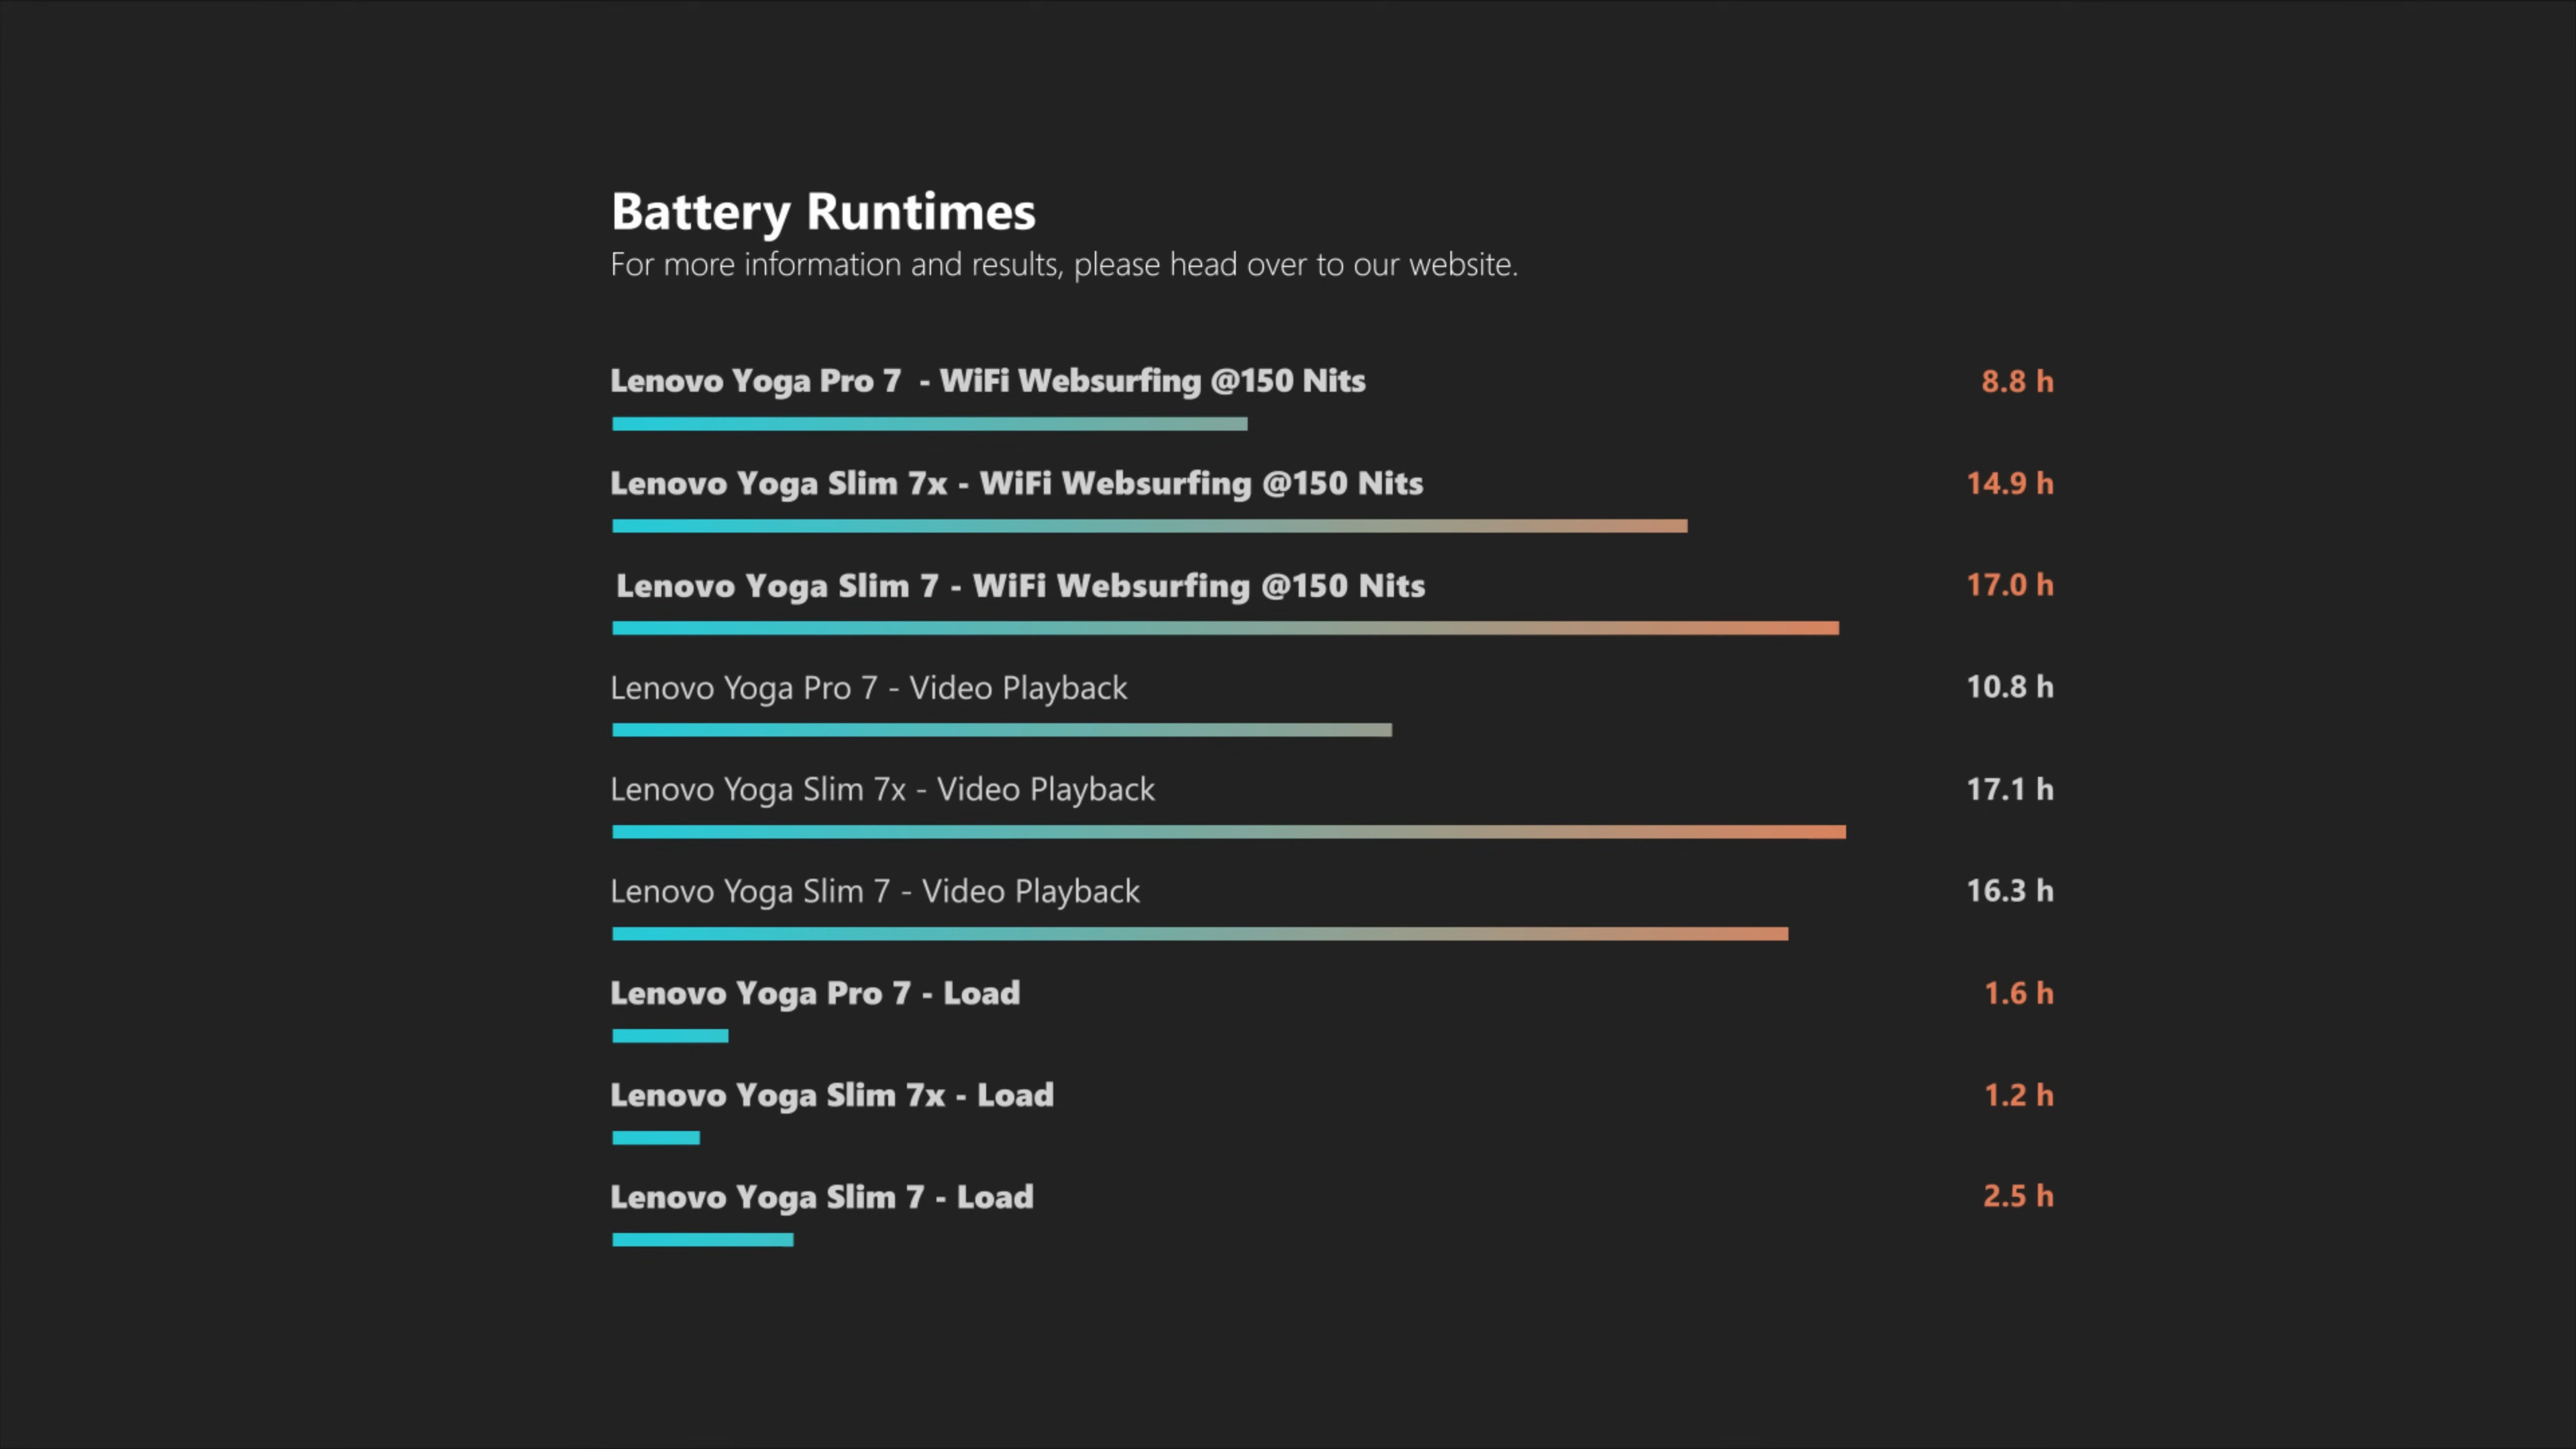 Battery Runtimes
For more information and results, please head over to our website.
Lenovo Yoga Pro 7  - WiFi Websurfing @150 Nits 8.8 h
Lenovo Yoga Slim 7x - WiFi Websurfing @150 Nits 14.9 h
Lenovo Yoga Slim 7 - WiFi Websurfing @150 Nits 17.0 h
Lenovo Yoga Pro 7 - Video Playback 10.8 h
Lenovo Yoga Slim 7x - Video Playback 17.1 h
Lenovo Yoga Slim 7 - Video Playback 16.3 h
Lenovo Yoga Pro 7 - Load 1.6 h
Lenovo Yoga Slim 7x - Load 1.2 h
Lenovo Yoga Slim 7 - Load 2.5 h